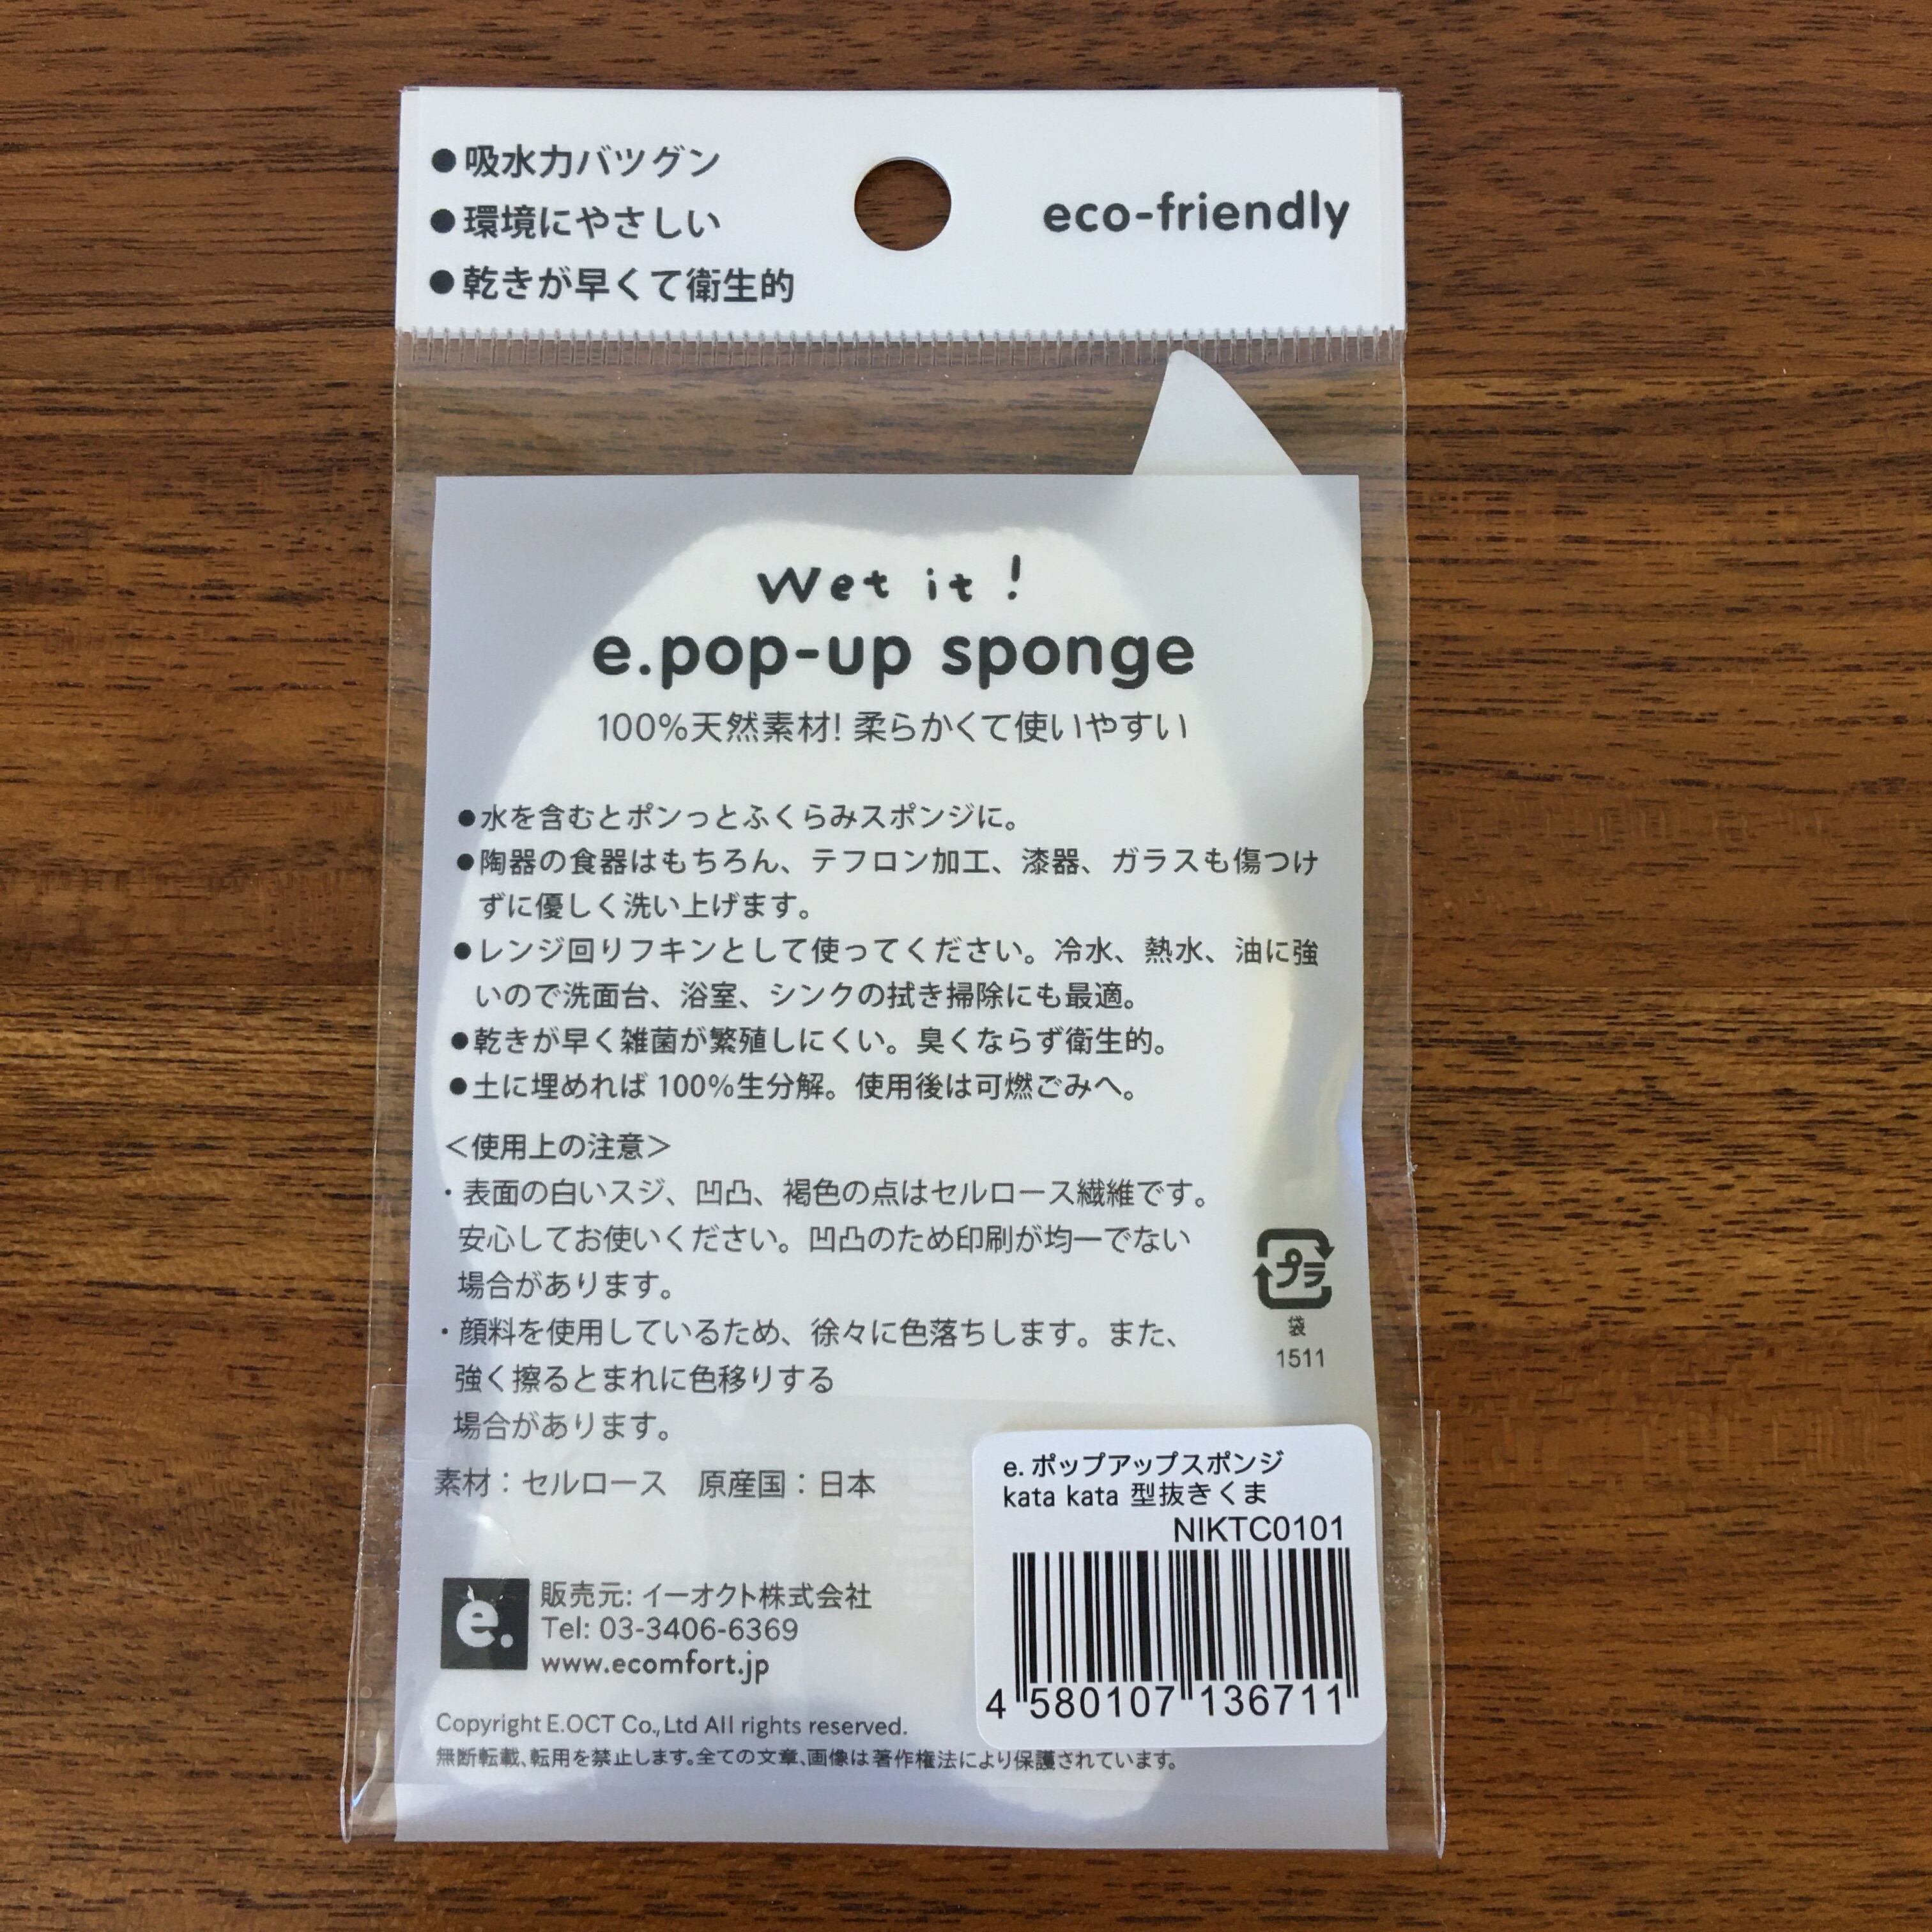 ●吸水力バツグン
●環境にやさしい
●乾きが早くて衛生的
eco-friendly
Wet it !
e.pop-up sponge
100%天然素材! 柔らかくて使いやすい
●水を含むとポンっとふくらみスポンジに。
●陶器の食器はもちろん、テフロン加工、漆器、ガラスも傷つけ
ずに優しく洗い上げます。
●レンジ回りフキンとして使ってください。冷水、熱水、油に強
いので洗面台、浴室、シンクの拭き掃除にも最適。
●乾きが早く雑菌が繁殖しにくい。臭くならず衛生的。
●土に埋めれば 100%生分解。使用後は可燃ごみへ。
＜使用上の注意＞
・表面の白いスジ、凹凸、褐色の点はセルロース繊維です。
安心してお使いください。凹凸のため印刷が均一でない
場合があります。
・顔料を使用しているため、徐々に色落ちします。また、
強く擦るとまれに色移りする
場合があります。
プラ
袋
1511
素材：セルロース　原産国：日本
e. ポップアップスポンジ
kata kata 型抜きくま
NIKTC0101
4 580107 136711
e.
販売元: イーオクト株式会社
Tel: 03-3406-6369
www.ecomfort.jp
Copyright E.OCT Co.,Ltd All rights reserved.
無断転載、転用を禁止します。全ての文章、画像は著作権法により保護されています。